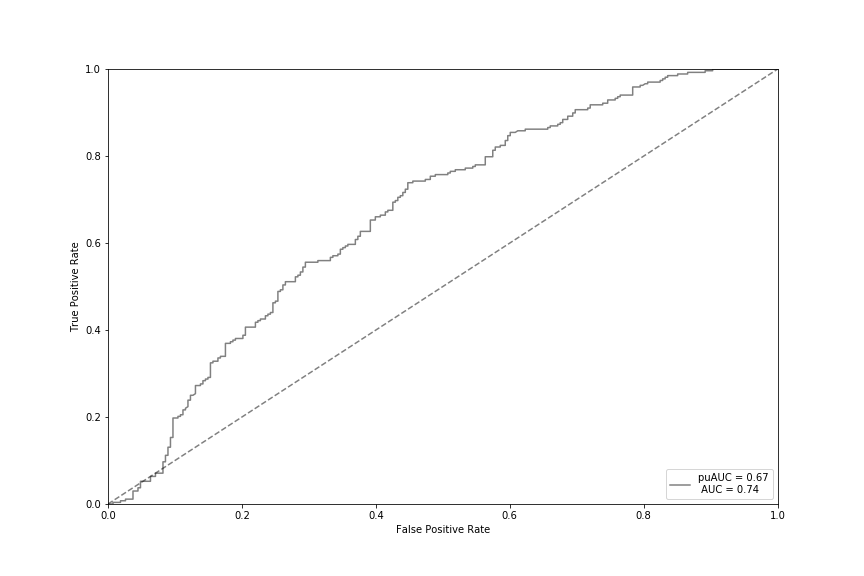 1.0
0.8
0.6
0.4
0.2
0.0
True Positive Rate
0.0 0.2 0.4 0.6 0.8 1.0
False Positive Rate
puAUC = 0.67
AUC = 0.74